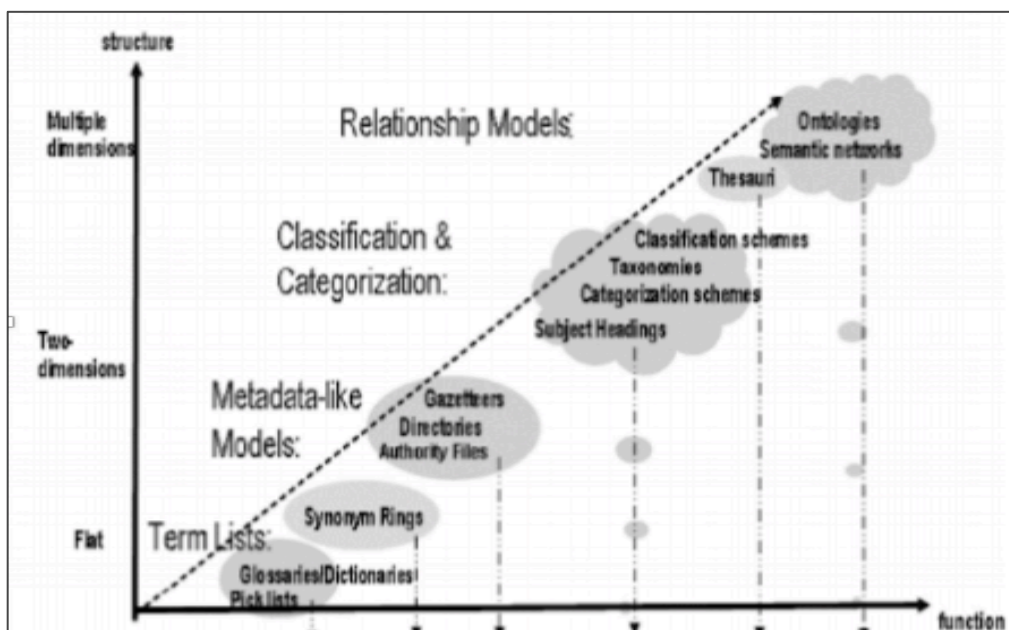 structure
Multiple
dimensions
Relationship Models:
Ontologies
Semantic networks
Thesauri
Classification &
Categorization:
Classification schemes
Taxonomies
Categorization schemes
Subject Headings
Two-
dimensions
Metadata-like
Models:
Gazetteers
Directories
Authority Files
Synonym Rings
Flat
Term Lists:
Glossaries/Dictionaries
Pick lists
function